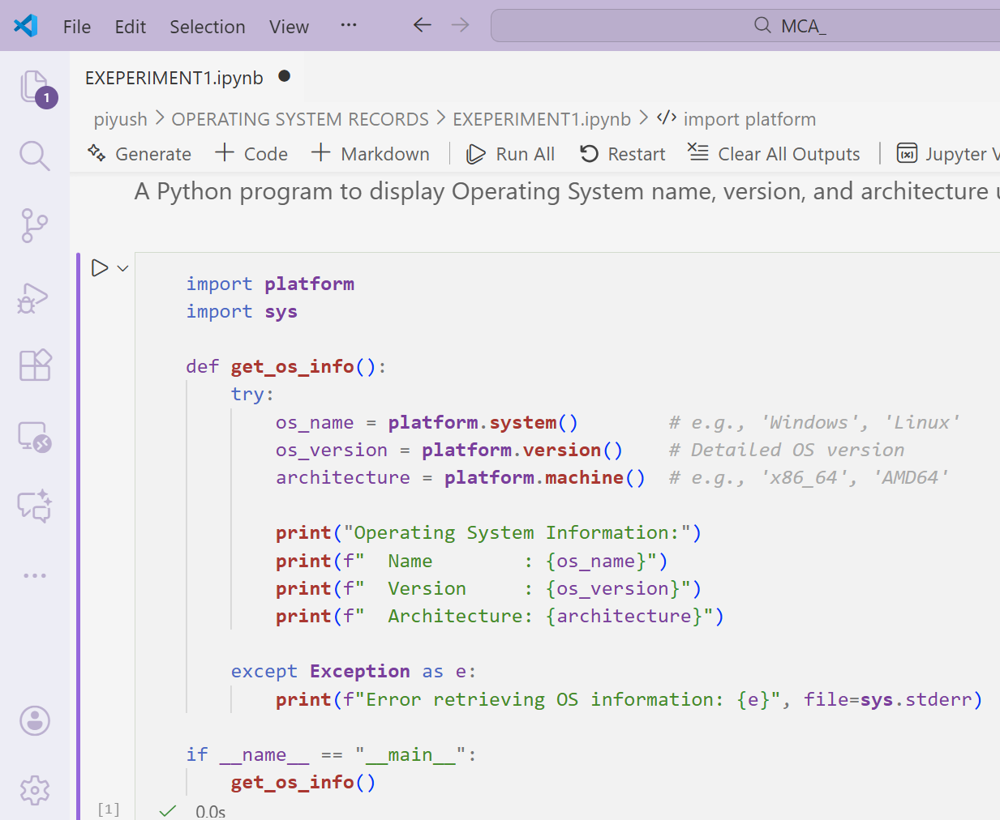 File Edit Selection View ... MCA_
EXEPERIMENT1.ipynb
1
piyush > OPERATING SYSTEM RECORDS > EXEPERIMENT1.ipynb > </> import platform
Generate + Code + Markdown Run All Restart Clear All Outputs Jupyter
A Python program to display Operating System name, version, and architecture
import platform
import sys
def get_os_info():
    try:
        os_name = platform.system()        # e.g., 'Windows', 'Linux'
        os_version = platform.version()    # Detailed OS version
        architecture = platform.machine()  # e.g., 'x86_64', 'AMD64'
        print("Operating System Information:")
        print(f"  Name        : {os_name}")
        print(f"  Version     : {os_version}")
        print(f"  Architecture: {architecture}")
    except Exception as e:
        print(f"Error retrieving OS information: {e}", file=sys.stderr)
if __name__ == "__main__":
    get_os_info()
[1] 0.0s